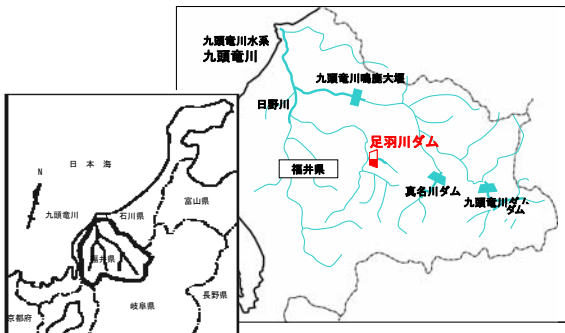 九頭竜川水系
九頭竜川
九頭竜川鳴鹿大堰
日野川
足羽川ダム
福井県
真名川ダム
九頭竜川ダム
ダム
日本海
N
九頭竜川
石川県
富山県
福井県
岐阜県
長野県
京都府